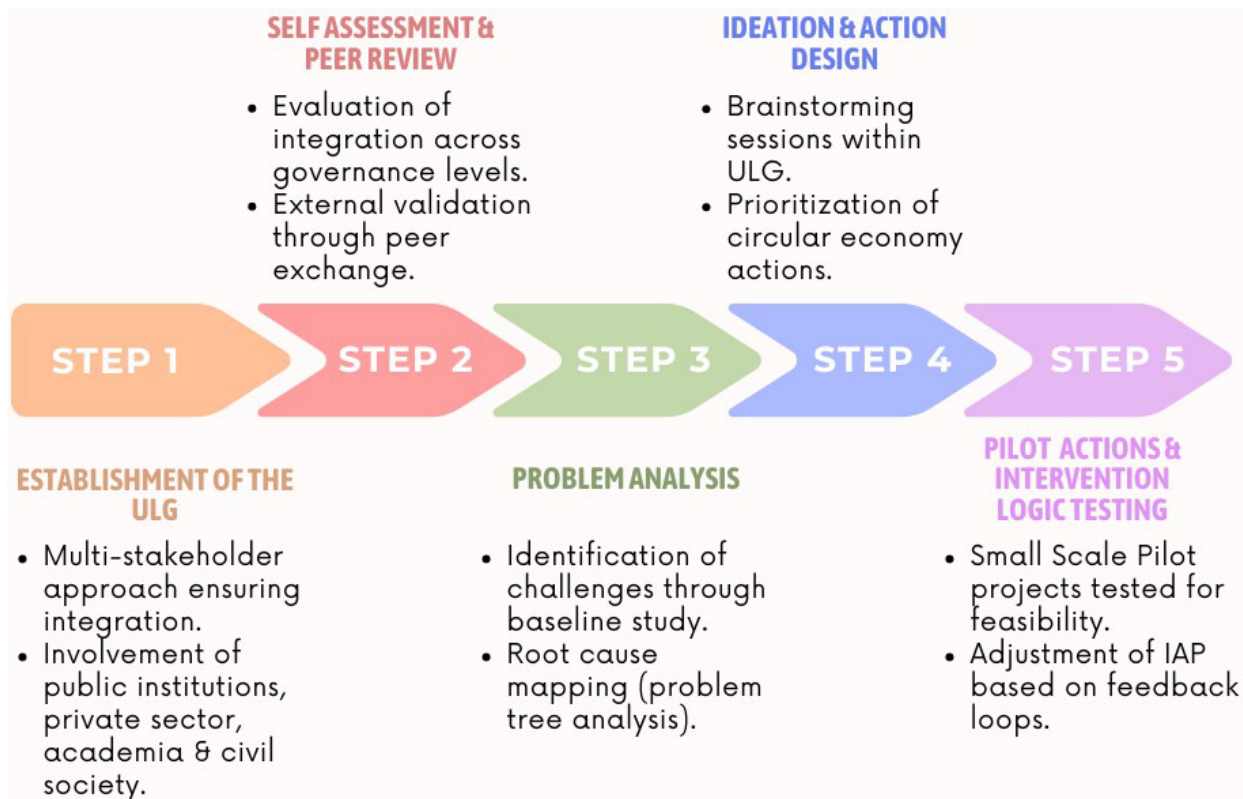 SELF ASSESSMENT &
PEER REVIEW
• Evaluation of
integration across
governance levels.
• External validation
through peer
exchange.
IDEATION & ACTION
DESIGN
• Brainstorming
sessions within
ULG.
• Prioritization of
circular economy
actions.
STEP 1
STEP 2
STEP 3
STEP 4
STEP 5
ESTABLISHMENT OF THE
ULG
• Multi-stakeholder
approach ensuring
integration.
• Involvement of
public institutions,
private sector,
academia & civil
society.
PROBLEM ANALYSIS
• Identification of
challenges through
baseline study.
• Root cause
mapping (problem
tree analysis).
PILOT ACTIONS &
INTERVENTION
LOGIC TESTING
• Small Scale Pilot
projects tested for
feasibility.
• Adjustment of IAP
based on feedback
loops.